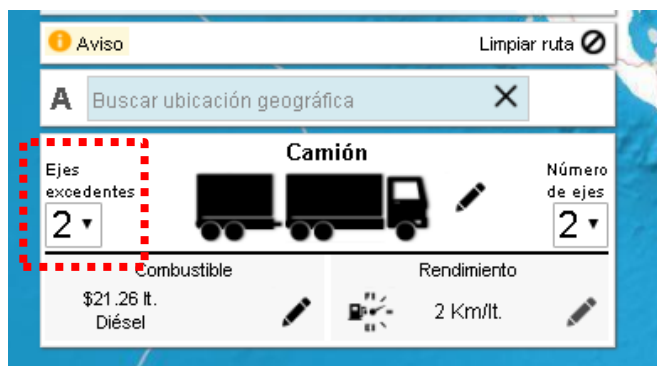 Aviso
Limpiar ruta
A
Buscar ubicación geográfica
Camión
Ejes
excedentes
2
Número
de ejes
2
Combustible
$21.26 lt.
Diésel
Rendimiento
2 Km/lt.